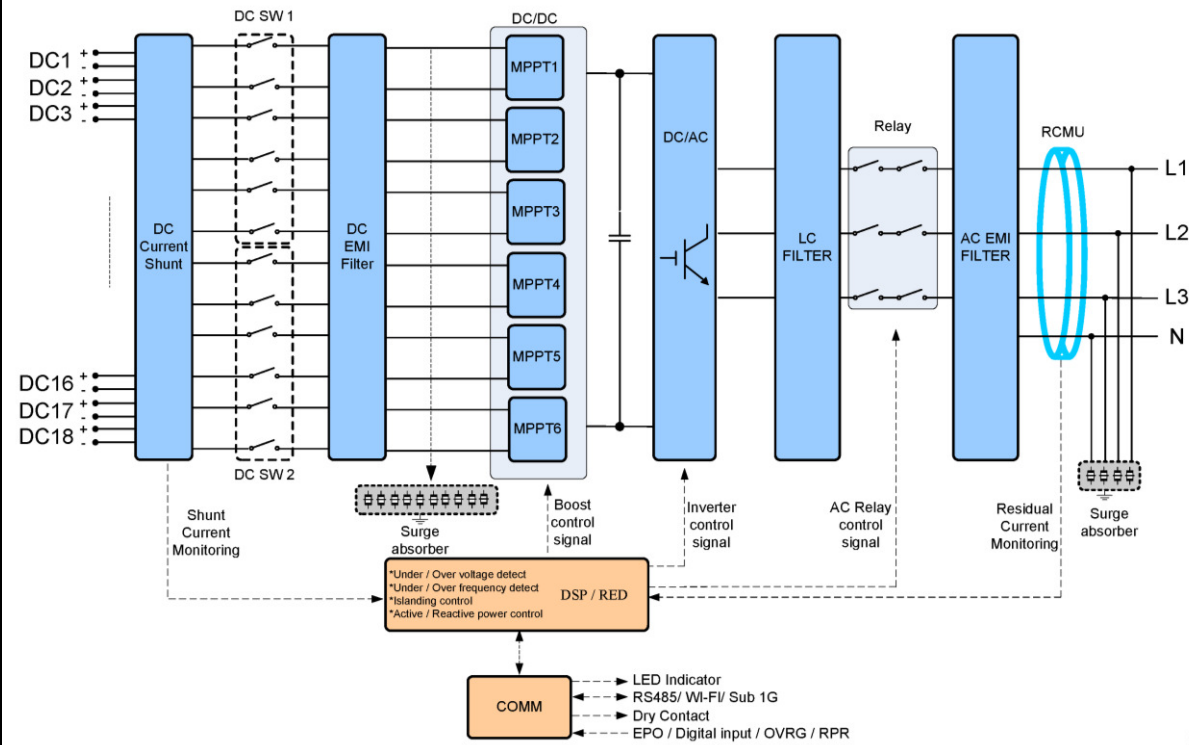 DC SW 1
DC/DC
DC1 + -
DC2 + -
DC3 + -
DC
Current
Shunt
DC
EMI
Filter
MPPT1
MPPT2
MPPT3
MPPT4
MPPT5
MPPT6
DC/AC
LC
FILTER
Relay
AC EMI
FILTER
RCMU
L1
L2
L3
N
DC16 + -
DC17 + -
DC18 + -
DC SW 2
Shunt
Current
Monitoring
Surge
absorber
Boost
control
signal
Inverter
control
signal
AC Relay
control
signal
Residual
Current
Monitoring
Surge
absorber
*Under / Over voltage detect
*Under / Over frequency detect
*Islanding control
*Active / Reactive power control
DSP / RED
COMM
LED Indicator
RS485/ WI-FI/ Sub 1G
Dry Contact
EPO / Digital input / OVRG / RPR